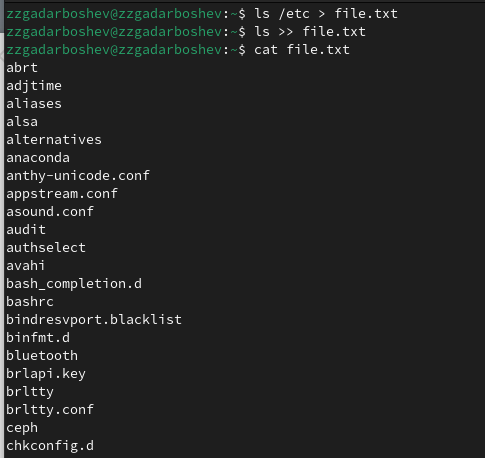 zzgadarboshev@zzgadarboshev:~$ ls /etc > file.txt
zzgadarboshev@zzgadarboshev:~$ ls >> file.txt
zzgadarboshev@zzgadarboshev:~$ cat file.txt
abrt
adjtime
aliases
alsa
alternatives
anaconda
anthy-unicode.conf
appstream.conf
asound.conf
audit
authselect
avahi
bash_completion.d
bashrc
bindresvport.blacklist
binfmt.d
bluetooth
brlapi.key
brltty
brltty.conf
ceph
chkconfig.d